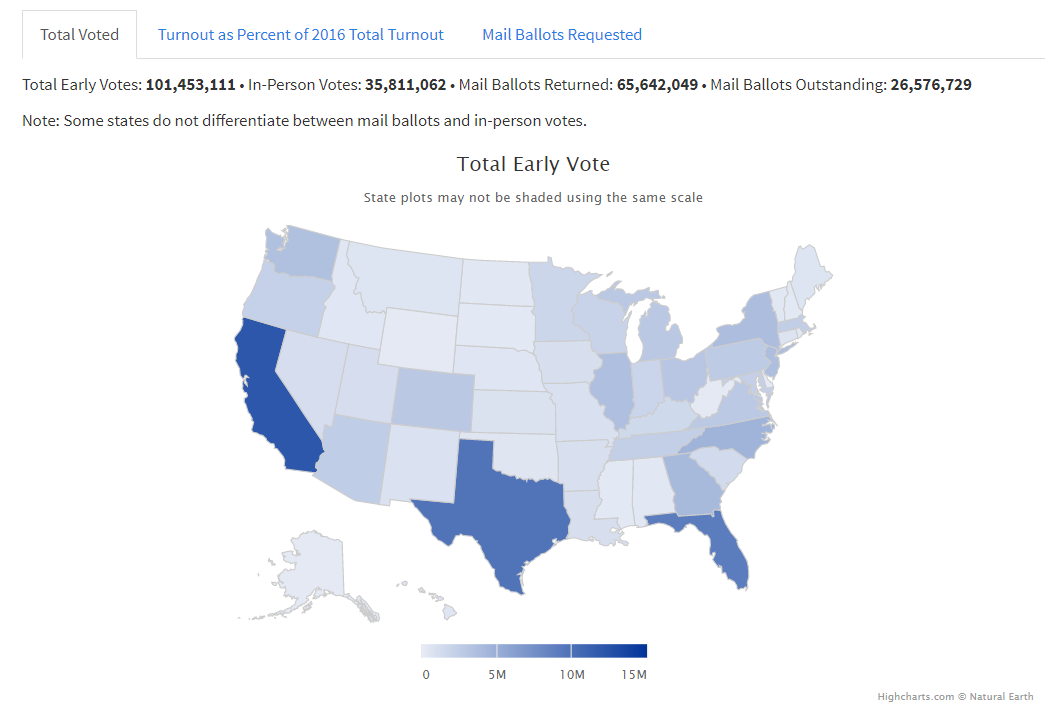 Total Voted Turnout as Percent of 2016 Total Turnout Mail Ballots Requested
Total Early Votes: 101,453,111 • In-Person Votes: 35,811,062 • Mail Ballots Returned: 65,642,049 • Mail Ballots Outstanding: 26,576,729
Note: Some states do not differentiate between mail ballots and in-person votes.
Total Early Vote
State plots may not be shaded using the same scale
0 5M 10M 15M
Highcharts.com © Natural Earth